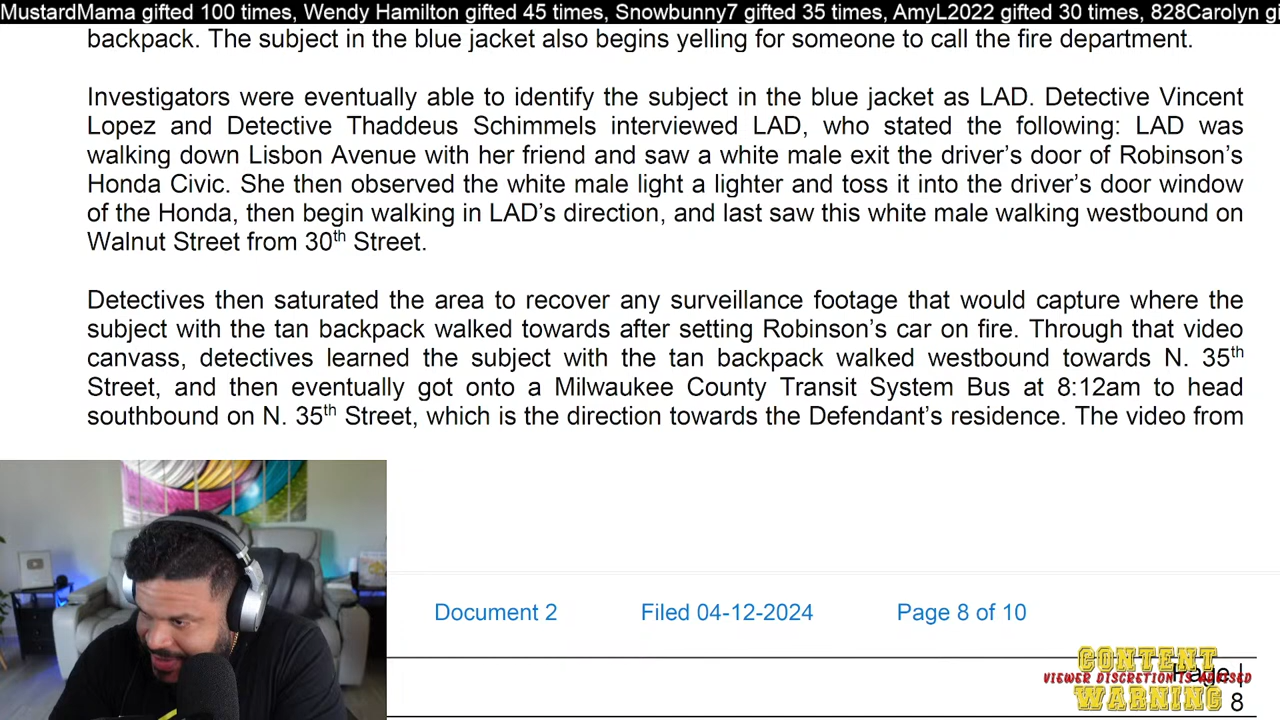 MustardMama gifted 100 times, Wendy Hamilton gifted 45 times, Snowbunny7 gifted 35 times, AmyL2022 gifted 30 times, 828Carolyn gi
backpack. The subject in the blue jacket also begins yelling for someone to call the fire department.
Investigators were eventually able to identify the subject in the blue jacket as LAD. Detective Vincent
Lopez and Detective Thaddeus Schimmels interviewed LAD, who stated the following: LAD was
walking down Lisbon Avenue with her friend and saw a white male exit the driver's door of Robinson's
Honda Civic. She then observed the white male light a lighter and toss it into the driver's door window
of the Honda, then begin walking in LAD's direction, and last saw this white male walking westbound on
Walnut Street from 30th Street.
Detectives then saturated the area to recover any surveillance footage that would capture where the
subject with the tan backpack walked towards after setting Robinson's car on fire. Through that video
canvass, detectives learned the subject with the tan backpack walked westbound towards N. 35th
Street, and then eventually got onto a Milwaukee County Transit System Bus at 8:12am to head
southbound on N. 35th Street, which is the direction towards the Defendant's residence. The video from
Document 2 Filed 04-12-2024 Page 8 of 10
Page |
8
CONTENT
VIEWER DISCRETION IS ADVISED
WARNING